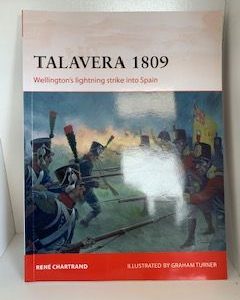 TALAVERA 1809
Wellington's lightning strike into Spain
RENÉ CHARTRAND
ILLUSTRATED BY GRAHAM TURNER